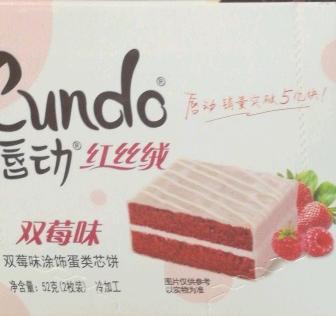 Cundo®
唇动®红丝绒
唇动 销量突破5亿枚!
双莓味
双莓味涂饰蛋类芯饼
净含量：52克(2枚装) 冷加工
图片仅供参考
以实物为准